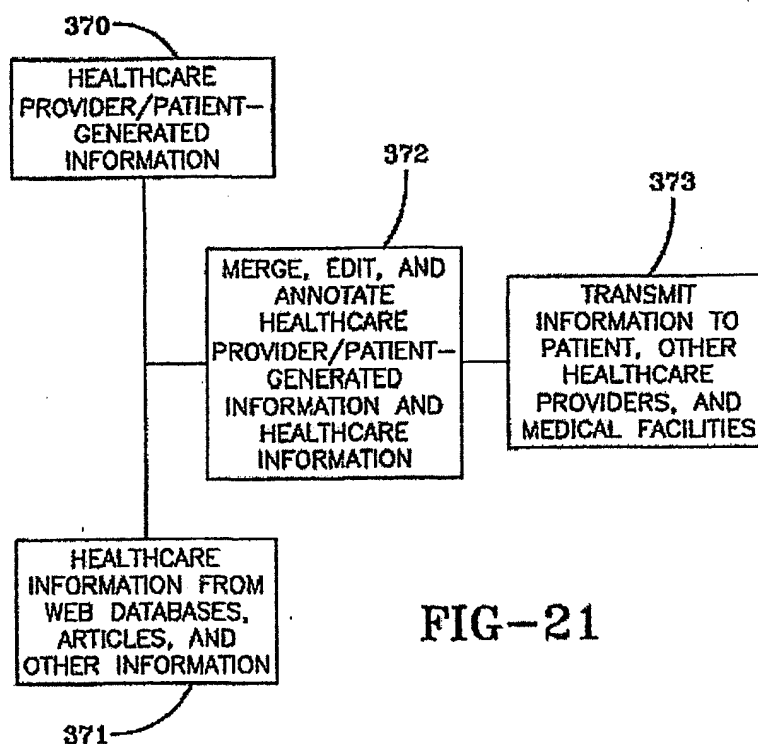 370
HEALTHCARE
PROVIDER/PATIENT-
GENERATED
INFORMATION
372
MERGE, EDIT, AND
ANNOTATE
HEALTHCARE
PROVIDER/PATIENT-
GENERATED
INFORMATION AND
HEALTHCARE
INFORMATION
373
TRANSMIT
INFORMATION TO
PATIENT, OTHER
HEALTHCARE
PROVIDERS, AND
MEDICAL FACILITIES
HEALTHCARE
INFORMATION FROM
WEB DATABASES,
ARTICLES, AND
OTHER INFORMATION
371
FIG-21